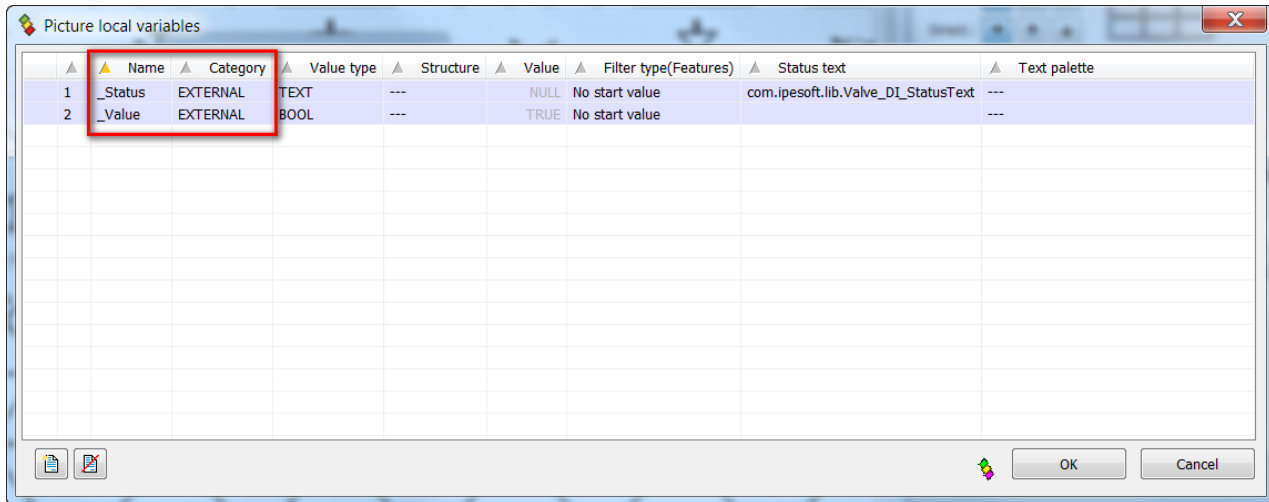 Picture local variables
Name Category Value type Structure Value Filter type(Features) Status text Text palette
1 _Status EXTERNAL TEXT --- NULL No start value com.ipesoft.lib.Valve_DI_StatusText ---
2 _Value EXTERNAL BOOL --- TRUE No start value ---
OK Cancel